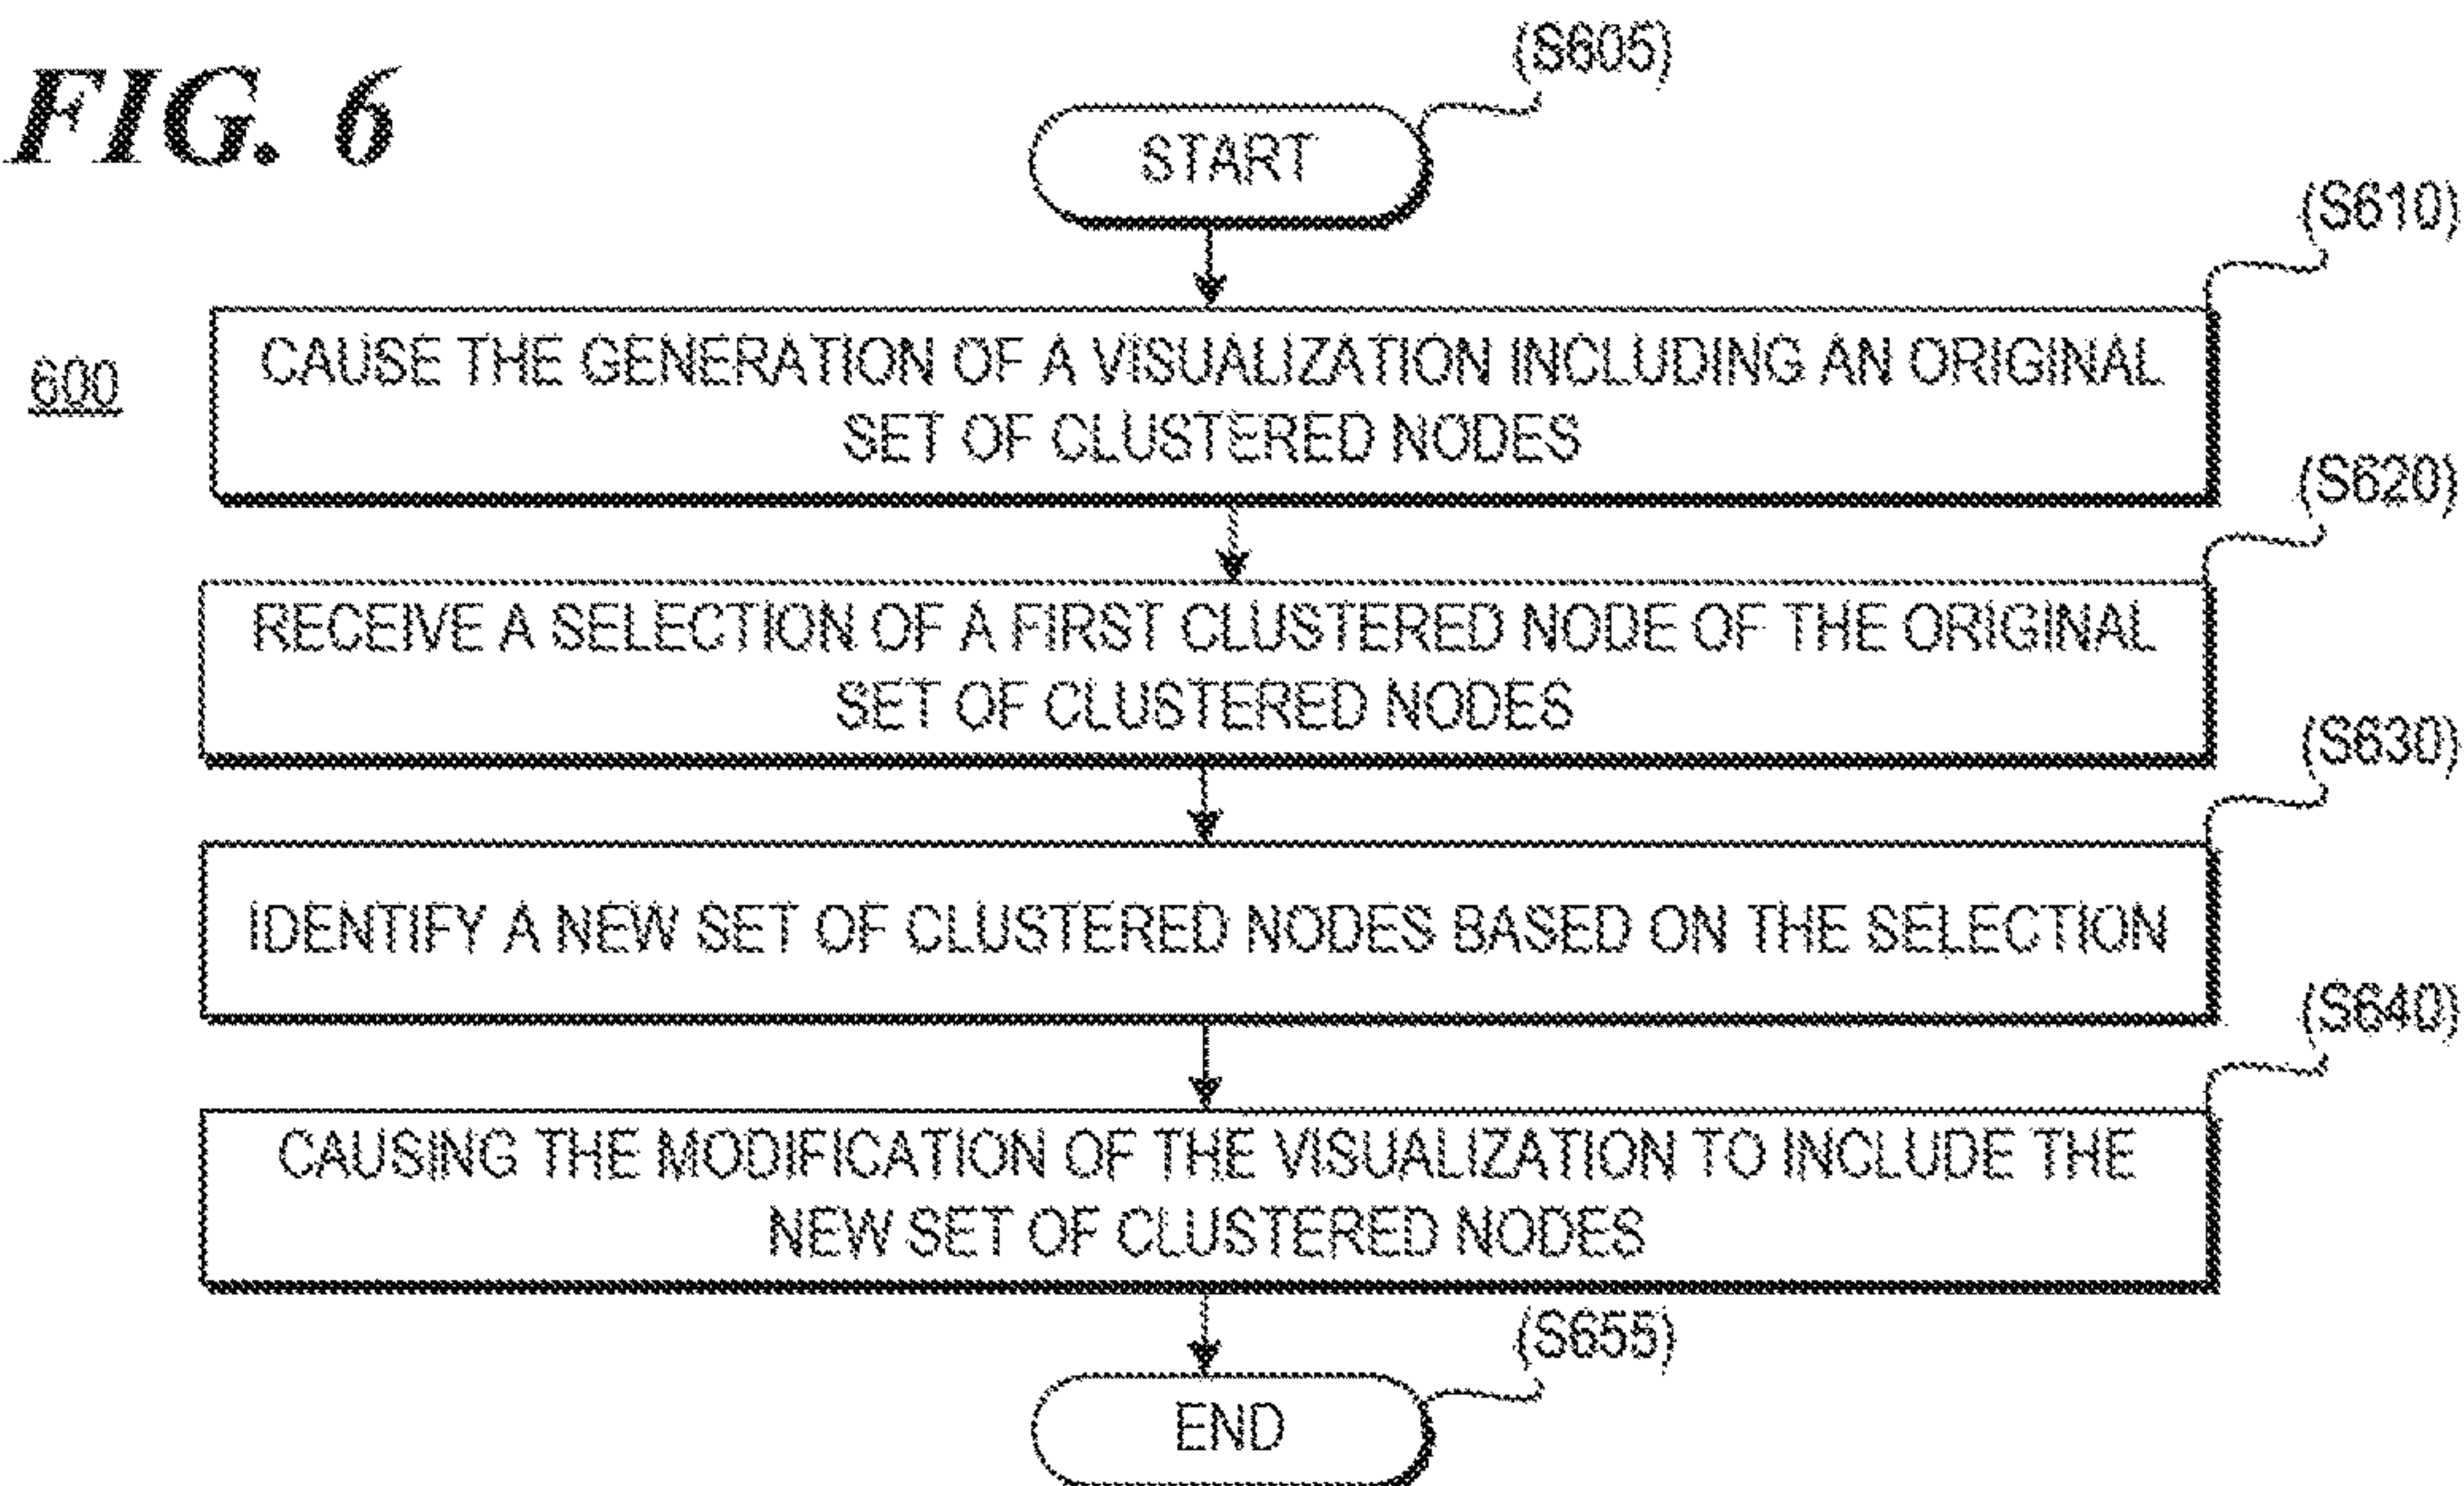 FIG. 6
(S605)
START
(S610)
600
CAUSE THE GENERATION OF A VISUALIZATION INCLUDING AN ORIGINAL
SET OF CLUSTERED NODES
(S620)
RECEIVE A SELECTION OF A FIRST CLUSTERED NODE OF THE ORIGINAL
SET OF CLUSTERED NODES
(S630)
IDENTIFY A NEW SET OF CLUSTERED NODES BASED ON THE SELECTION
(S640)
CAUSING THE MODIFICATION OF THE VISUALIZATION TO INCLUDE THE
NEW SET OF CLUSTERED NODES
(S655)
END